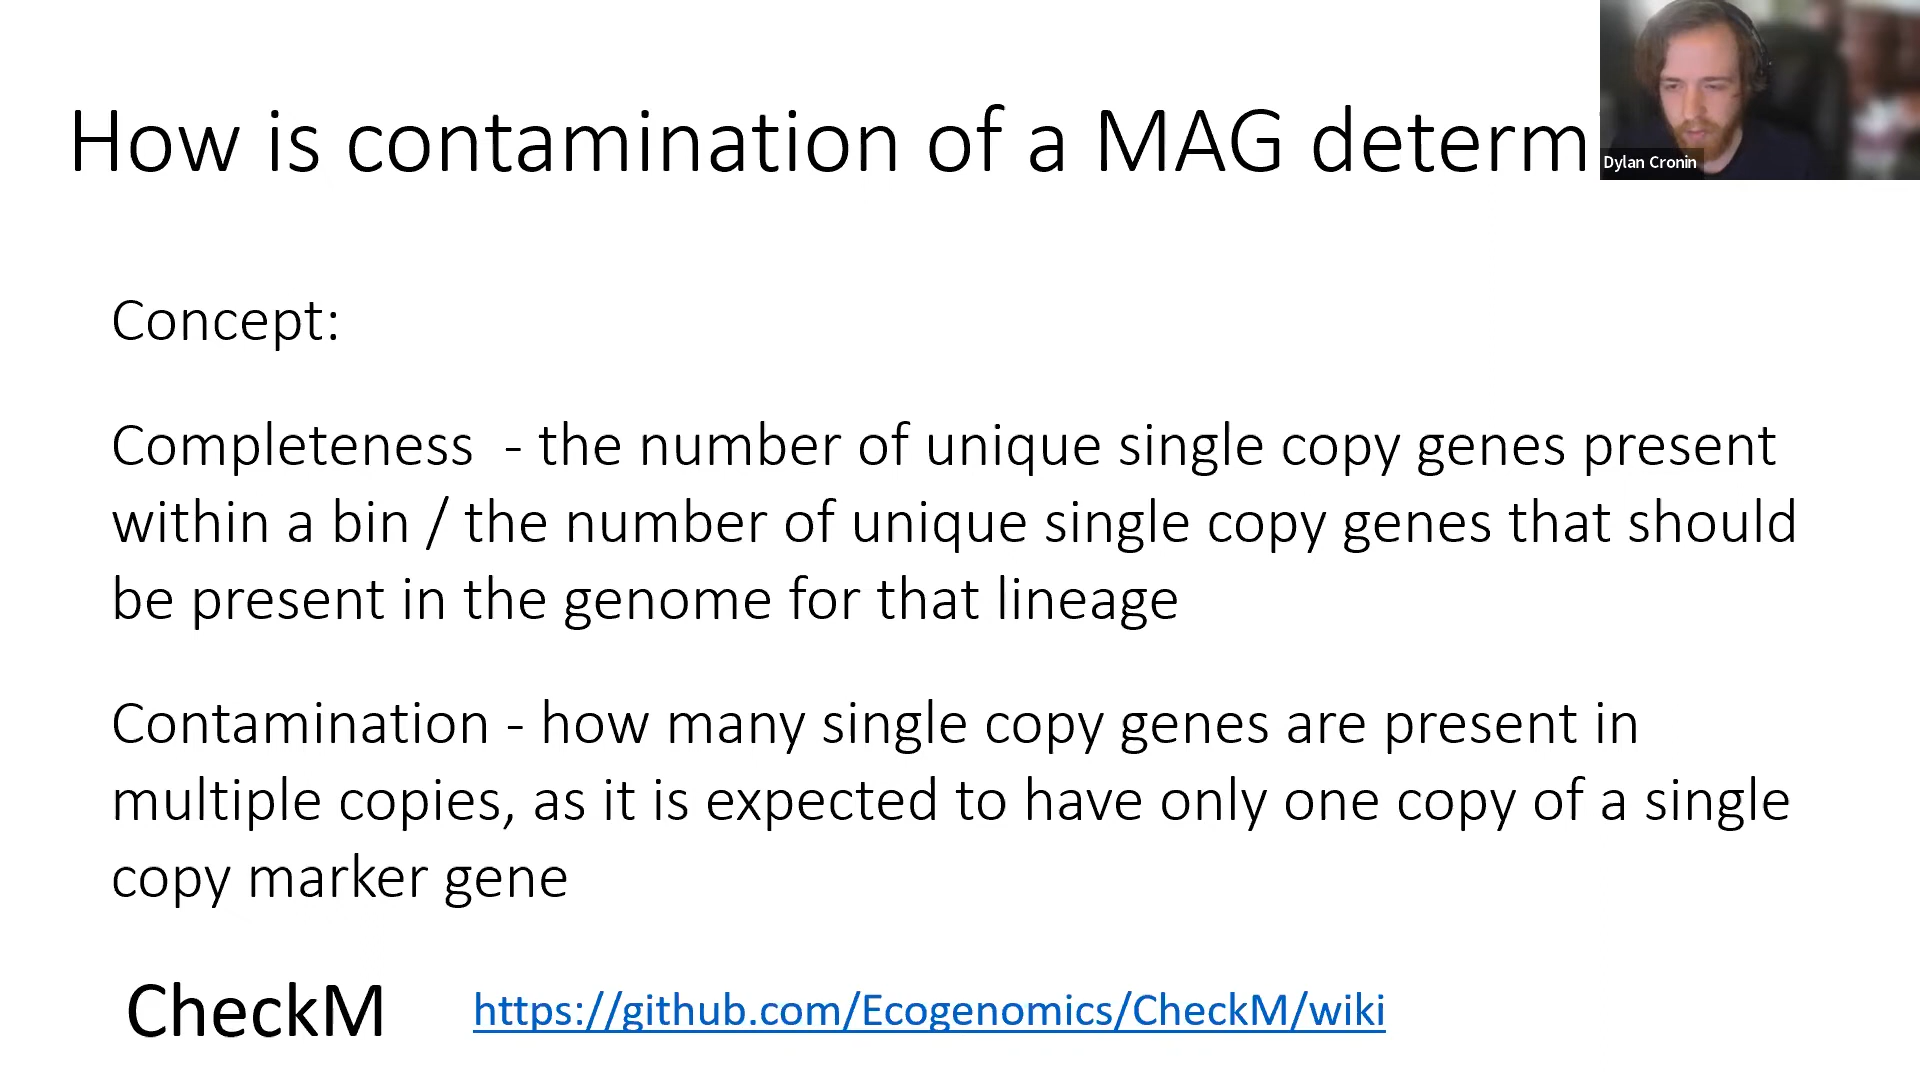 How is contamination of a MAG determ
Dylan Cronin
Concept:
Completeness - the number of unique single copy genes present
within a bin / the number of unique single copy genes that should
be present in the genome for that lineage
Contamination - how many single copy genes are present in
multiple copies, as it is expected to have only one copy of a single
copy marker gene
CheckM https://github.com/Ecogenomics/CheckM/wiki